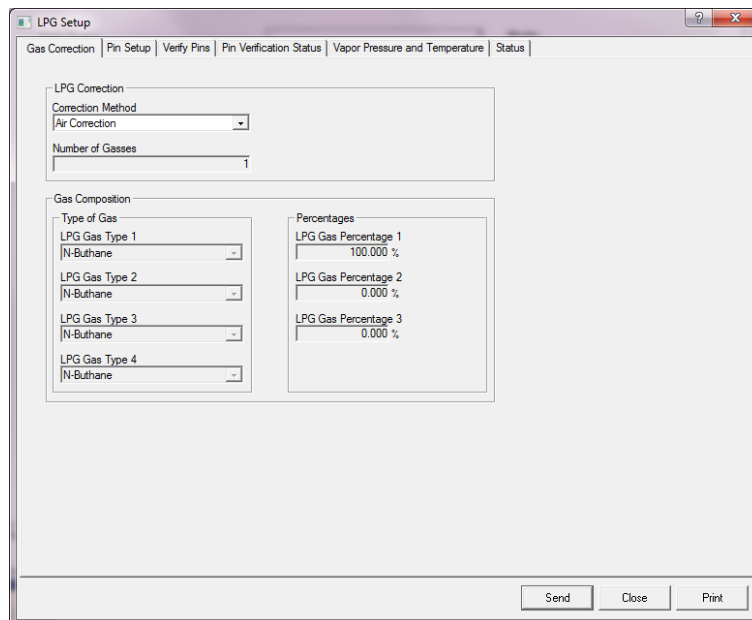 LPG Setup
Gas Correction Pin Setup Verify Pins Pin Verification Status Vapor Pressure and Temperature Status
LPG Correction
Correction Method
Air Correction
Number of Gasses
1
Gas Composition
Type of Gas
LPG Gas Type 1
N-Buthane
LPG Gas Type 2
N-Buthane
LPG Gas Type 3
N-Buthane
LPG Gas Type 4
N-Buthane
Percentages
LPG Gas Percentage 1
100.000 %
LPG Gas Percentage 2
0.000 %
LPG Gas Percentage 3
0.000 %
Send Close Print